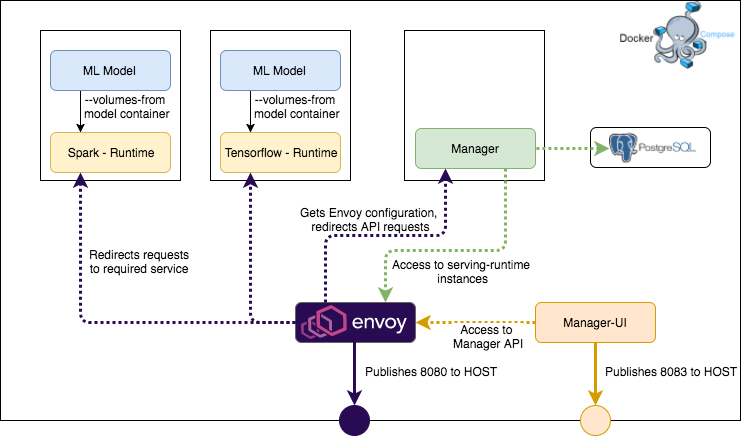 Docker
Compose
ML Model
ML Model
--volumes-from
model container
--volumes-from
model container
Spark - Runtime
Tensorflow - Runtime
Manager
PostgreSQL
Gets Envoy configuration,
redirects API requests
Redirects requests
to required service
Access to serving-runtime
instances
envoy
Access to
Manager API
Manager-UI
Publishes 8080 to HOST
Publishes 8083 to HOST